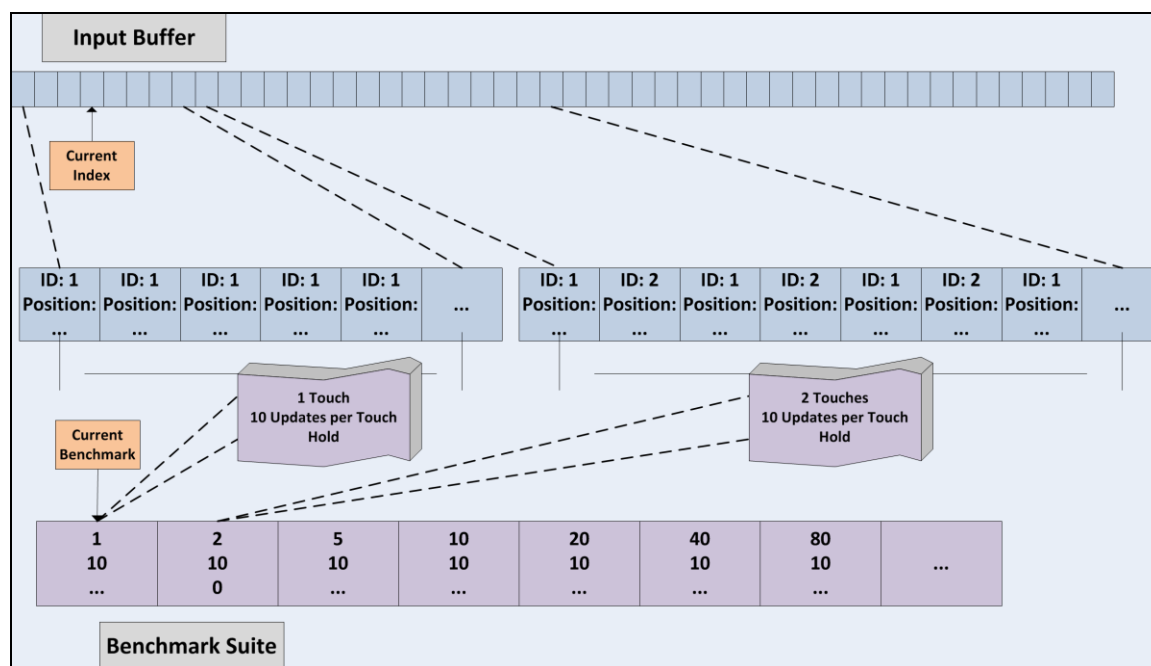 Input Buffer
Current
Index
ID: 1 ID: 1 ID: 1 ID: 1 ID: 1
Position: Position: Position: Position: Position: ...
... ... ... ... ...
ID: 1 ID: 2 ID: 1 ID: 2 ID: 1 ID: 2 ID: 1
Position: Position: Position: Position: Position: Position: Position: ...
... ... ... ... ... ... ...
1 Touch
10 Updates per Touch
Hold
2 Touches
10 Updates per Touch
Hold
Current
Benchmark
1 2 5 10 20 40 80
10 10 10 10 10 10 10 ...
... 0 ... ... ... ... ...
Benchmark Suite